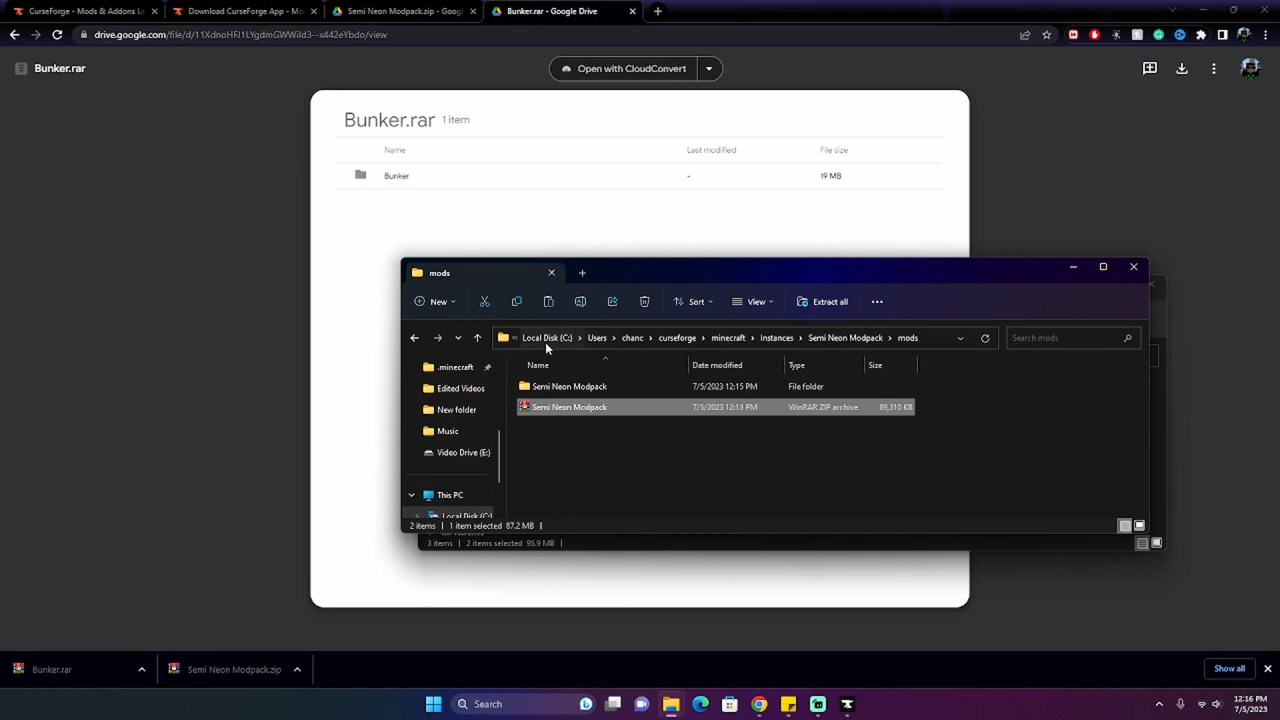 CurseForge - Mods & Addons Le
Download CurseForge App - Mo
Semi Neon Modpack.zip - Google
Bunker.rar - Google Drive
drive.google.com/file/d/11XdnoHFJ1LYgdmGWWild3--x442eYbdo/view
Bunker.rar
Open with CloudConvert
Bunker.rar 1 item
Name Last modified File size
Bunker - 19 MB
mods
New Sort View Extract all
« Local Disk (C:) > Users > chanc > curseforge > minecraft > Instances > Semi Neon Modpack > mods
Search mods
Name Date modified Type Size
.minecraft
Semi Neon Modpack 7/5/2023 12:15 PM File folder
Edited Videos
Semi Neon Modpack 7/5/2023 12:13 PM WinRAR ZIP archive 89,310 KB
New folder
Music
Video Drive (E:)
This PC
Local Disk (C:)
2 items 1 item selected 87.2 MB
3 items 2 items selected 95.9 MB
Bunker.rar
Semi Neon Modpack.zip
Show all
Search
12:16 PM
7/5/2023